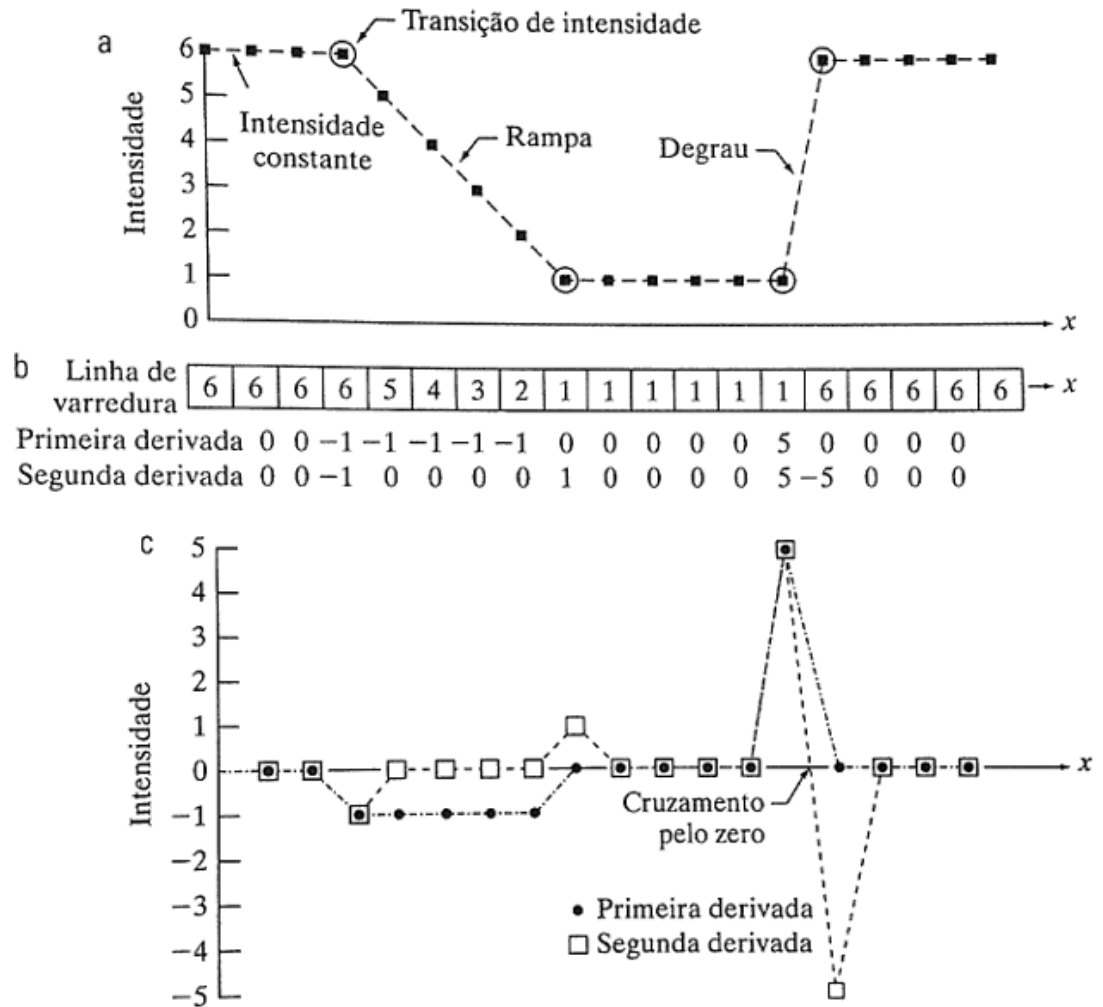 a
Transição de intensidade
6
5
4
3
2
1
0
Intensidade
Intensidade
constante
Rampa
Degrau
x
b
Linha de
varredura
6 6 6 6 5 4 3 2 1 1 1 1 1 1 6 6 6 6 6
x
Primeira derivada 0 0 −1 −1 −1 −1 −1 0 0 0 0 0 5 0 0 0 0
Segunda derivada 0 0 −1 0 0 0 0 1 0 0 0 0 5 −5 0 0 0
c
5
4
3
2
1
0
−1
−2
−3
−4
−5
Intensidade
x
Cruzamento
pelo zero
Primeira derivada
Segunda derivada